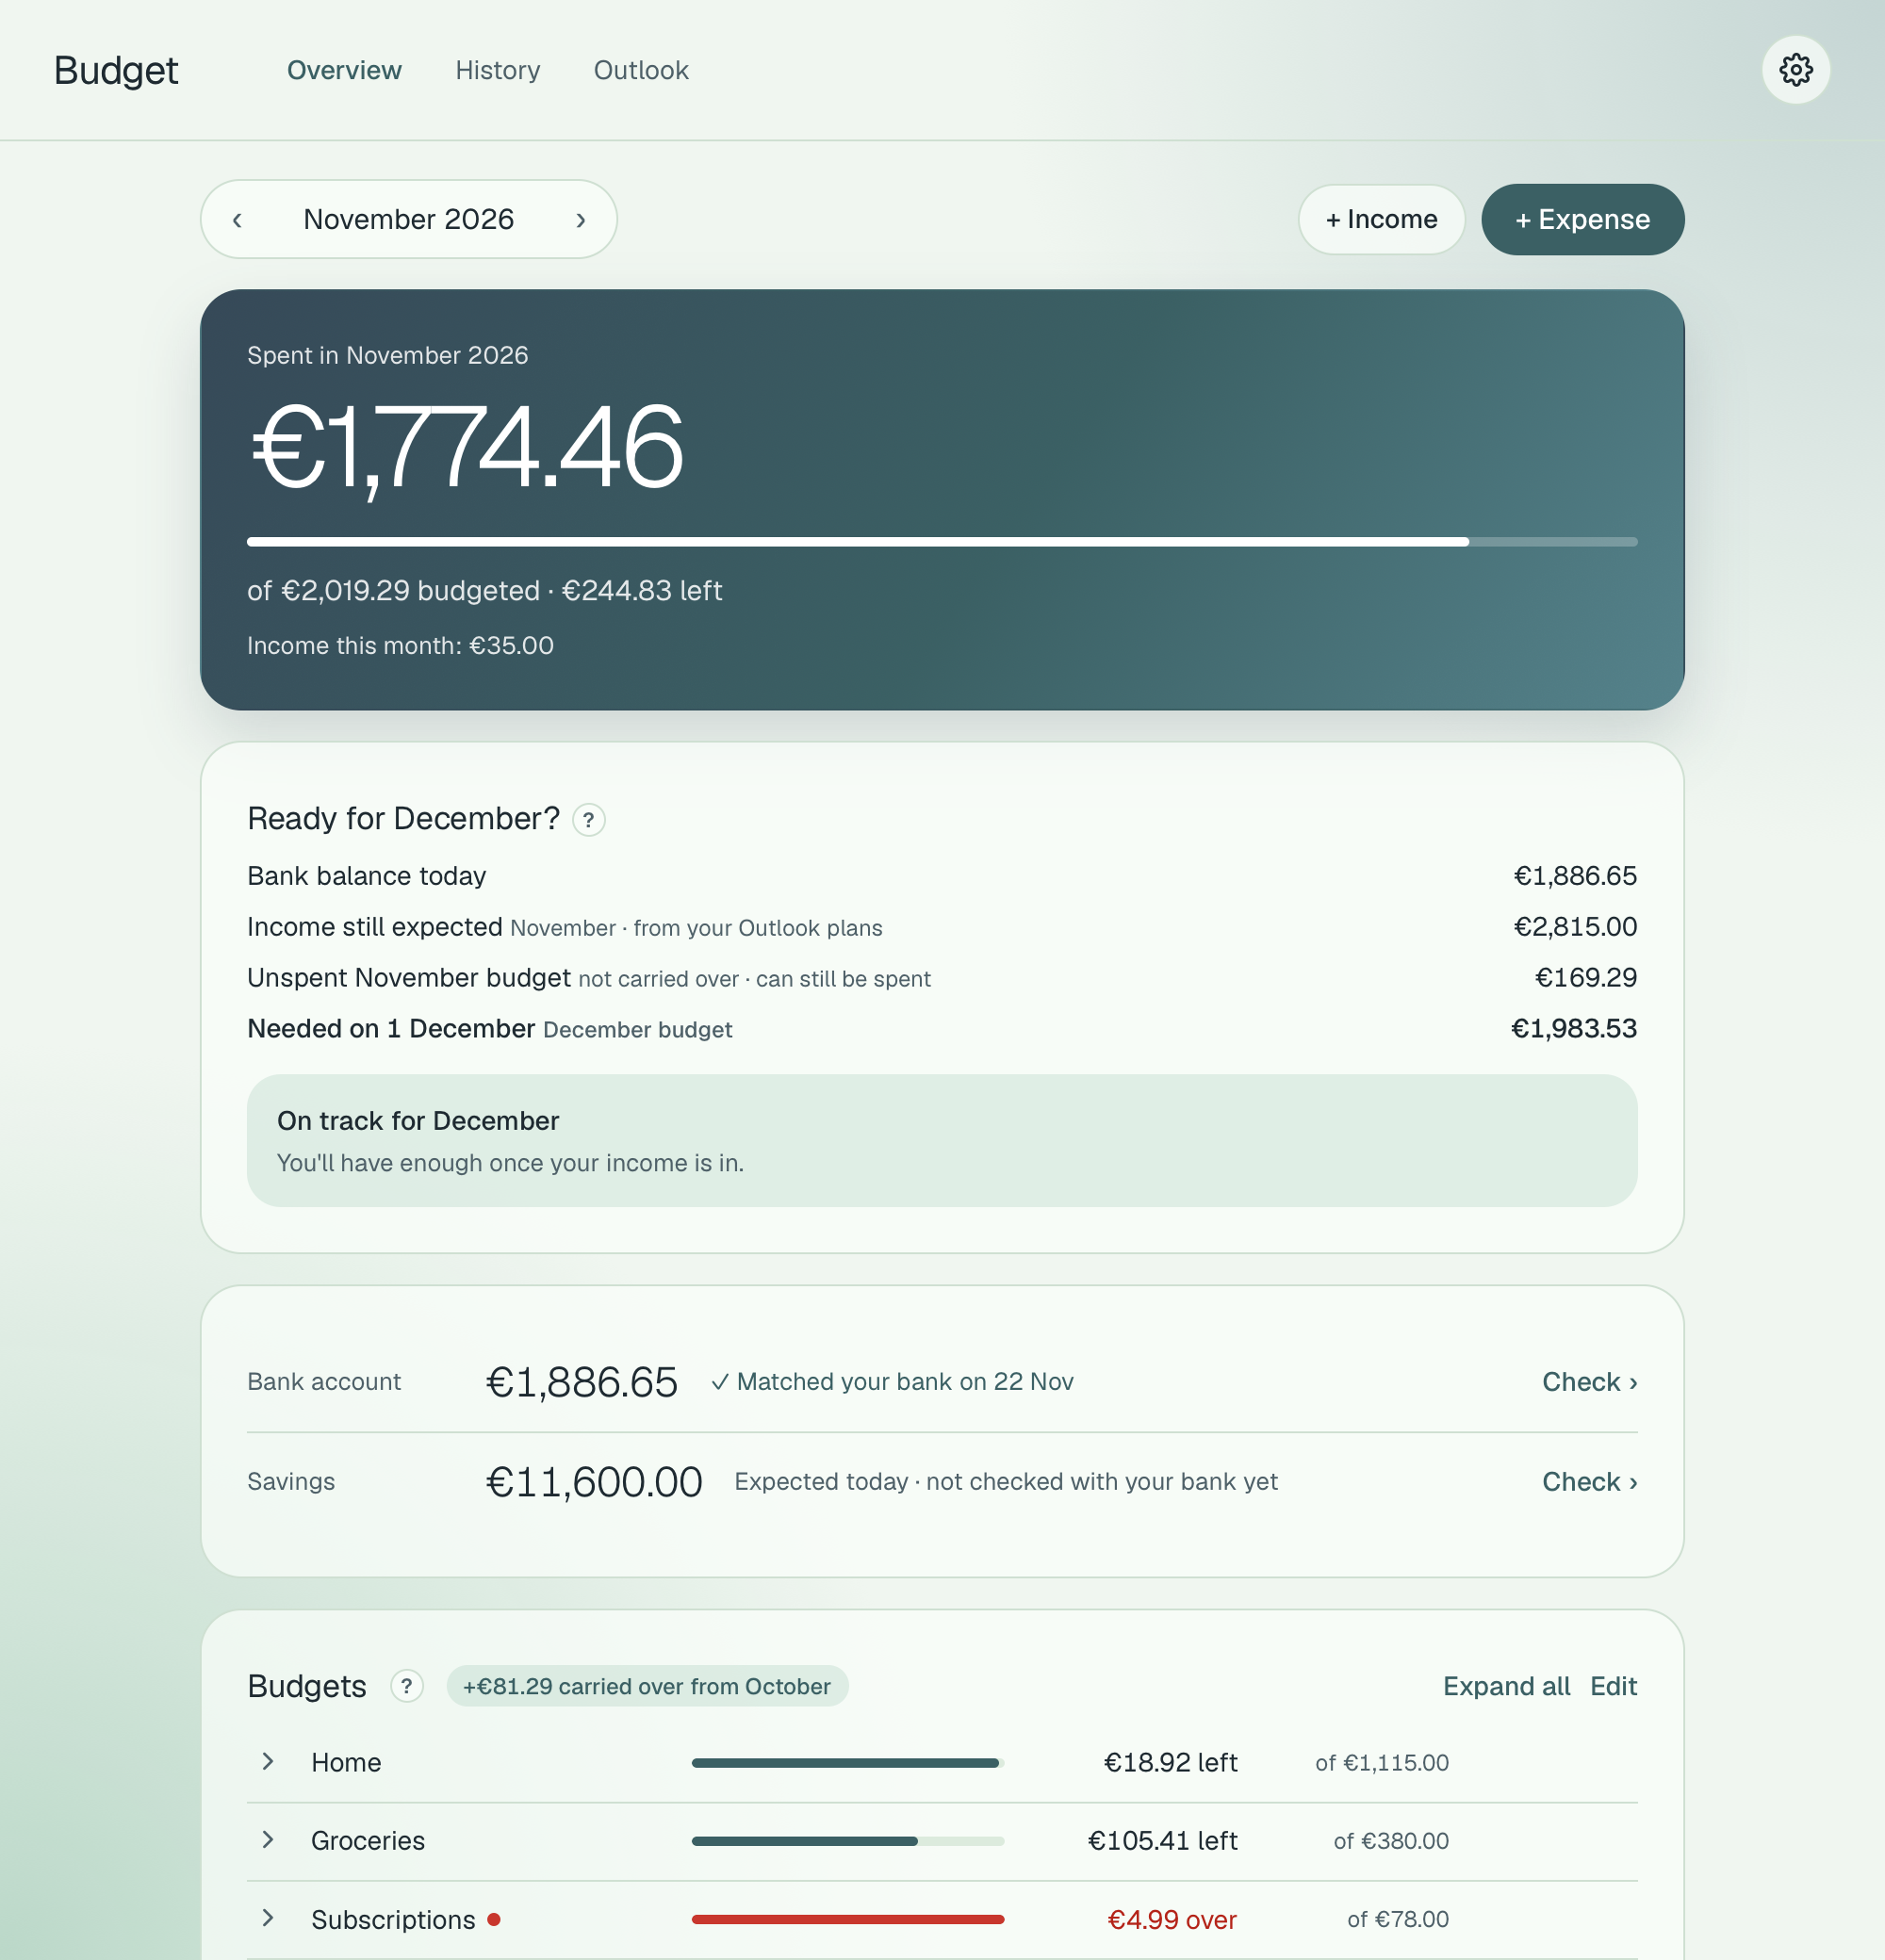 Budget Overview History Outlook
‹ November 2026 › + Income + Expense
Spent in November 2026
€1,774.46
of €2,019.29 budgeted · €244.83 left
Income this month: €35.00
Ready for December? ?
Bank balance today €1,886.65
Income still expected November · from your Outlook plans €2,815.00
Unspent November budget not carried over · can still be spent €169.29
Needed on 1 December December budget €1,983.53
On track for December
You'll have enough once your income is in.
Bank account €1,886.65 ✓ Matched your bank on 22 Nov Check ›
Savings €11,600.00 Expected today · not checked with your bank yet Check ›
Budgets ? +€81.29 carried over from October Expand all Edit
Home €18.92 left of €1,115.00
Groceries €105.41 left of €380.00
Subscriptions €4.99 over of €78.00